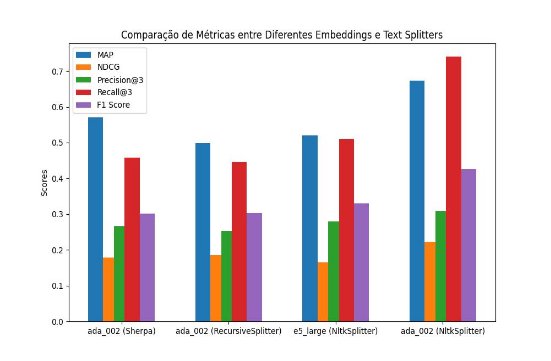 Comparação de Métricas entre Diferentes Embeddings e Text Splitters
MAP
NDCG
Precision@3
Recall@3
F1 Score
Scores
0.7
0.6
0.5
0.4
0.3
0.2
0.1
0.0
ada_002 (Sherpa)
ada_002 (RecursiveSplitter)
e5_large (NltkSplitter)
ada_002 (NltkSplitter)